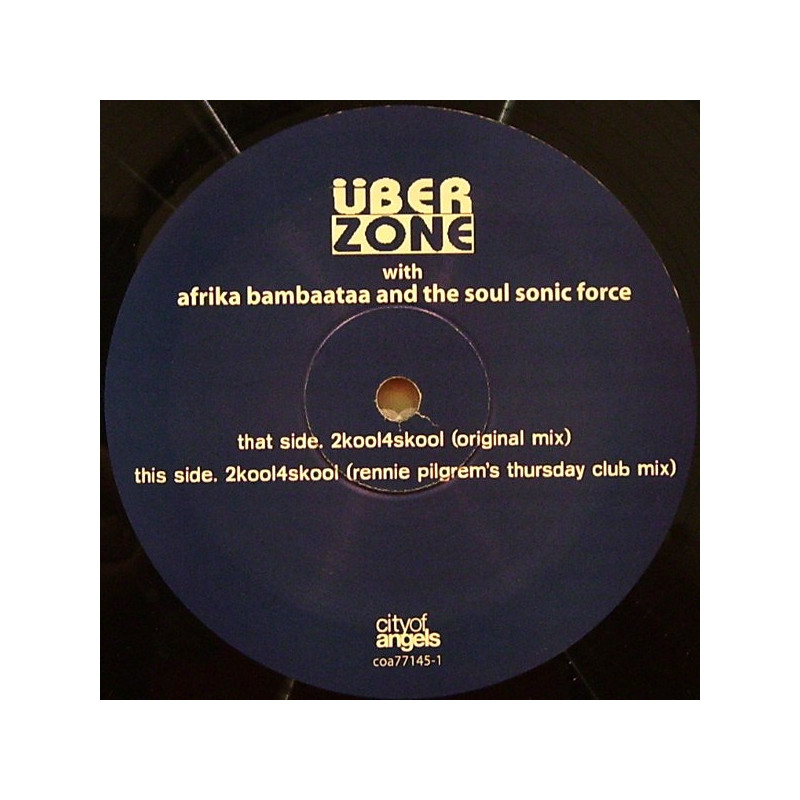 üBER
ZONE
with
afrika bambaataa and the soul sonic force
that side. 2kool4skool (original mix)
this side. 2kool4skool (rennie pilgrem's thursday club mix)
cityof
angels
coa77145-1